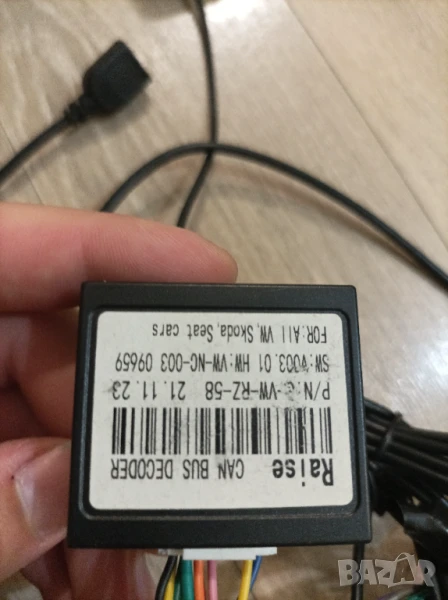 Raise CAN BUS DECODER
P/N:C-VW-RZ-58 21.11.23
SW:V003.01 HW:VW-NC-003 09659
FOR:All VW,Skoda,Seat cars
BAZAR